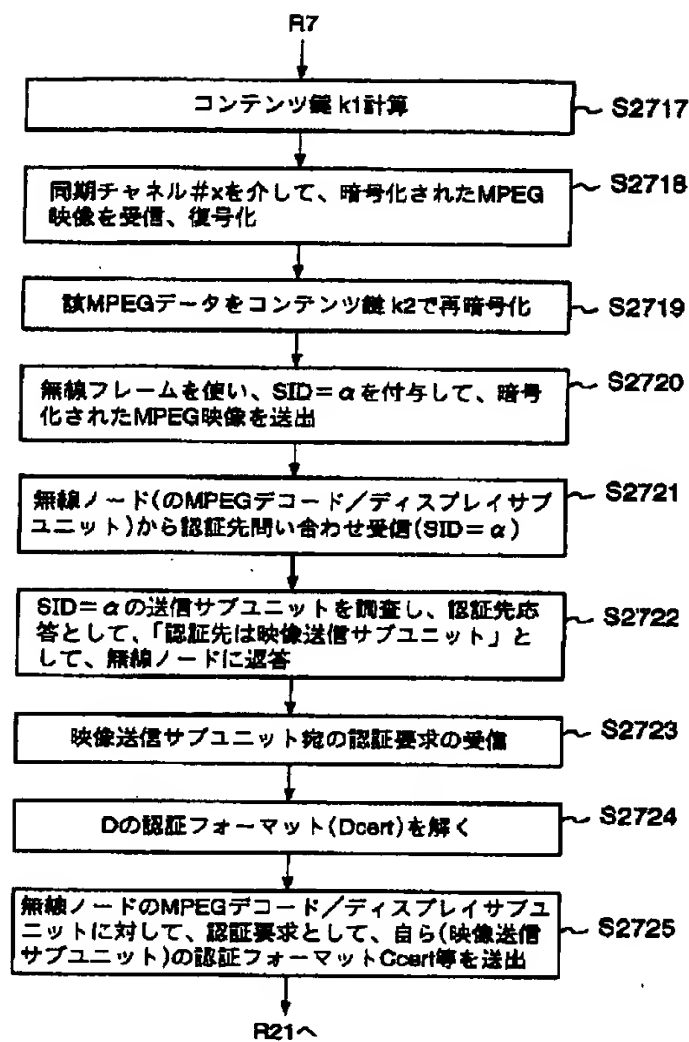 R7
コンテンツ鍵 k1計算
S2717
同期チャネル#xを介して、暗号化されたMPEG
映像を受信、復号化
S2718
該MPEGデータをコンテンツ鍵 k2で再暗号化
S2719
無線フレームを使い、SID=αを付与して、暗号
化されたMPEG映像を送出
S2720
無線ノード(のMPEGデコード/ディスプレイサブ
ユニット)から認証先問い合わせ受信(SID=α)
S2721
SID=αの送信サブユニットを調査し、認証先応
答として、「認証先は映像送信サブユニット」と
して、無線ノードに返答
S2722
映像送信サブユニット宛の認証要求の受信
S2723
Dの認証フォーマット(Dcert)を解く
S2724
無線ノードのMPEGデコード/ディスプレイサブユ
ニットに対して、認証要求として、自ら(映像送信
サブユニット)の認証フォーマットCcert等を送出
S2725
R21へ